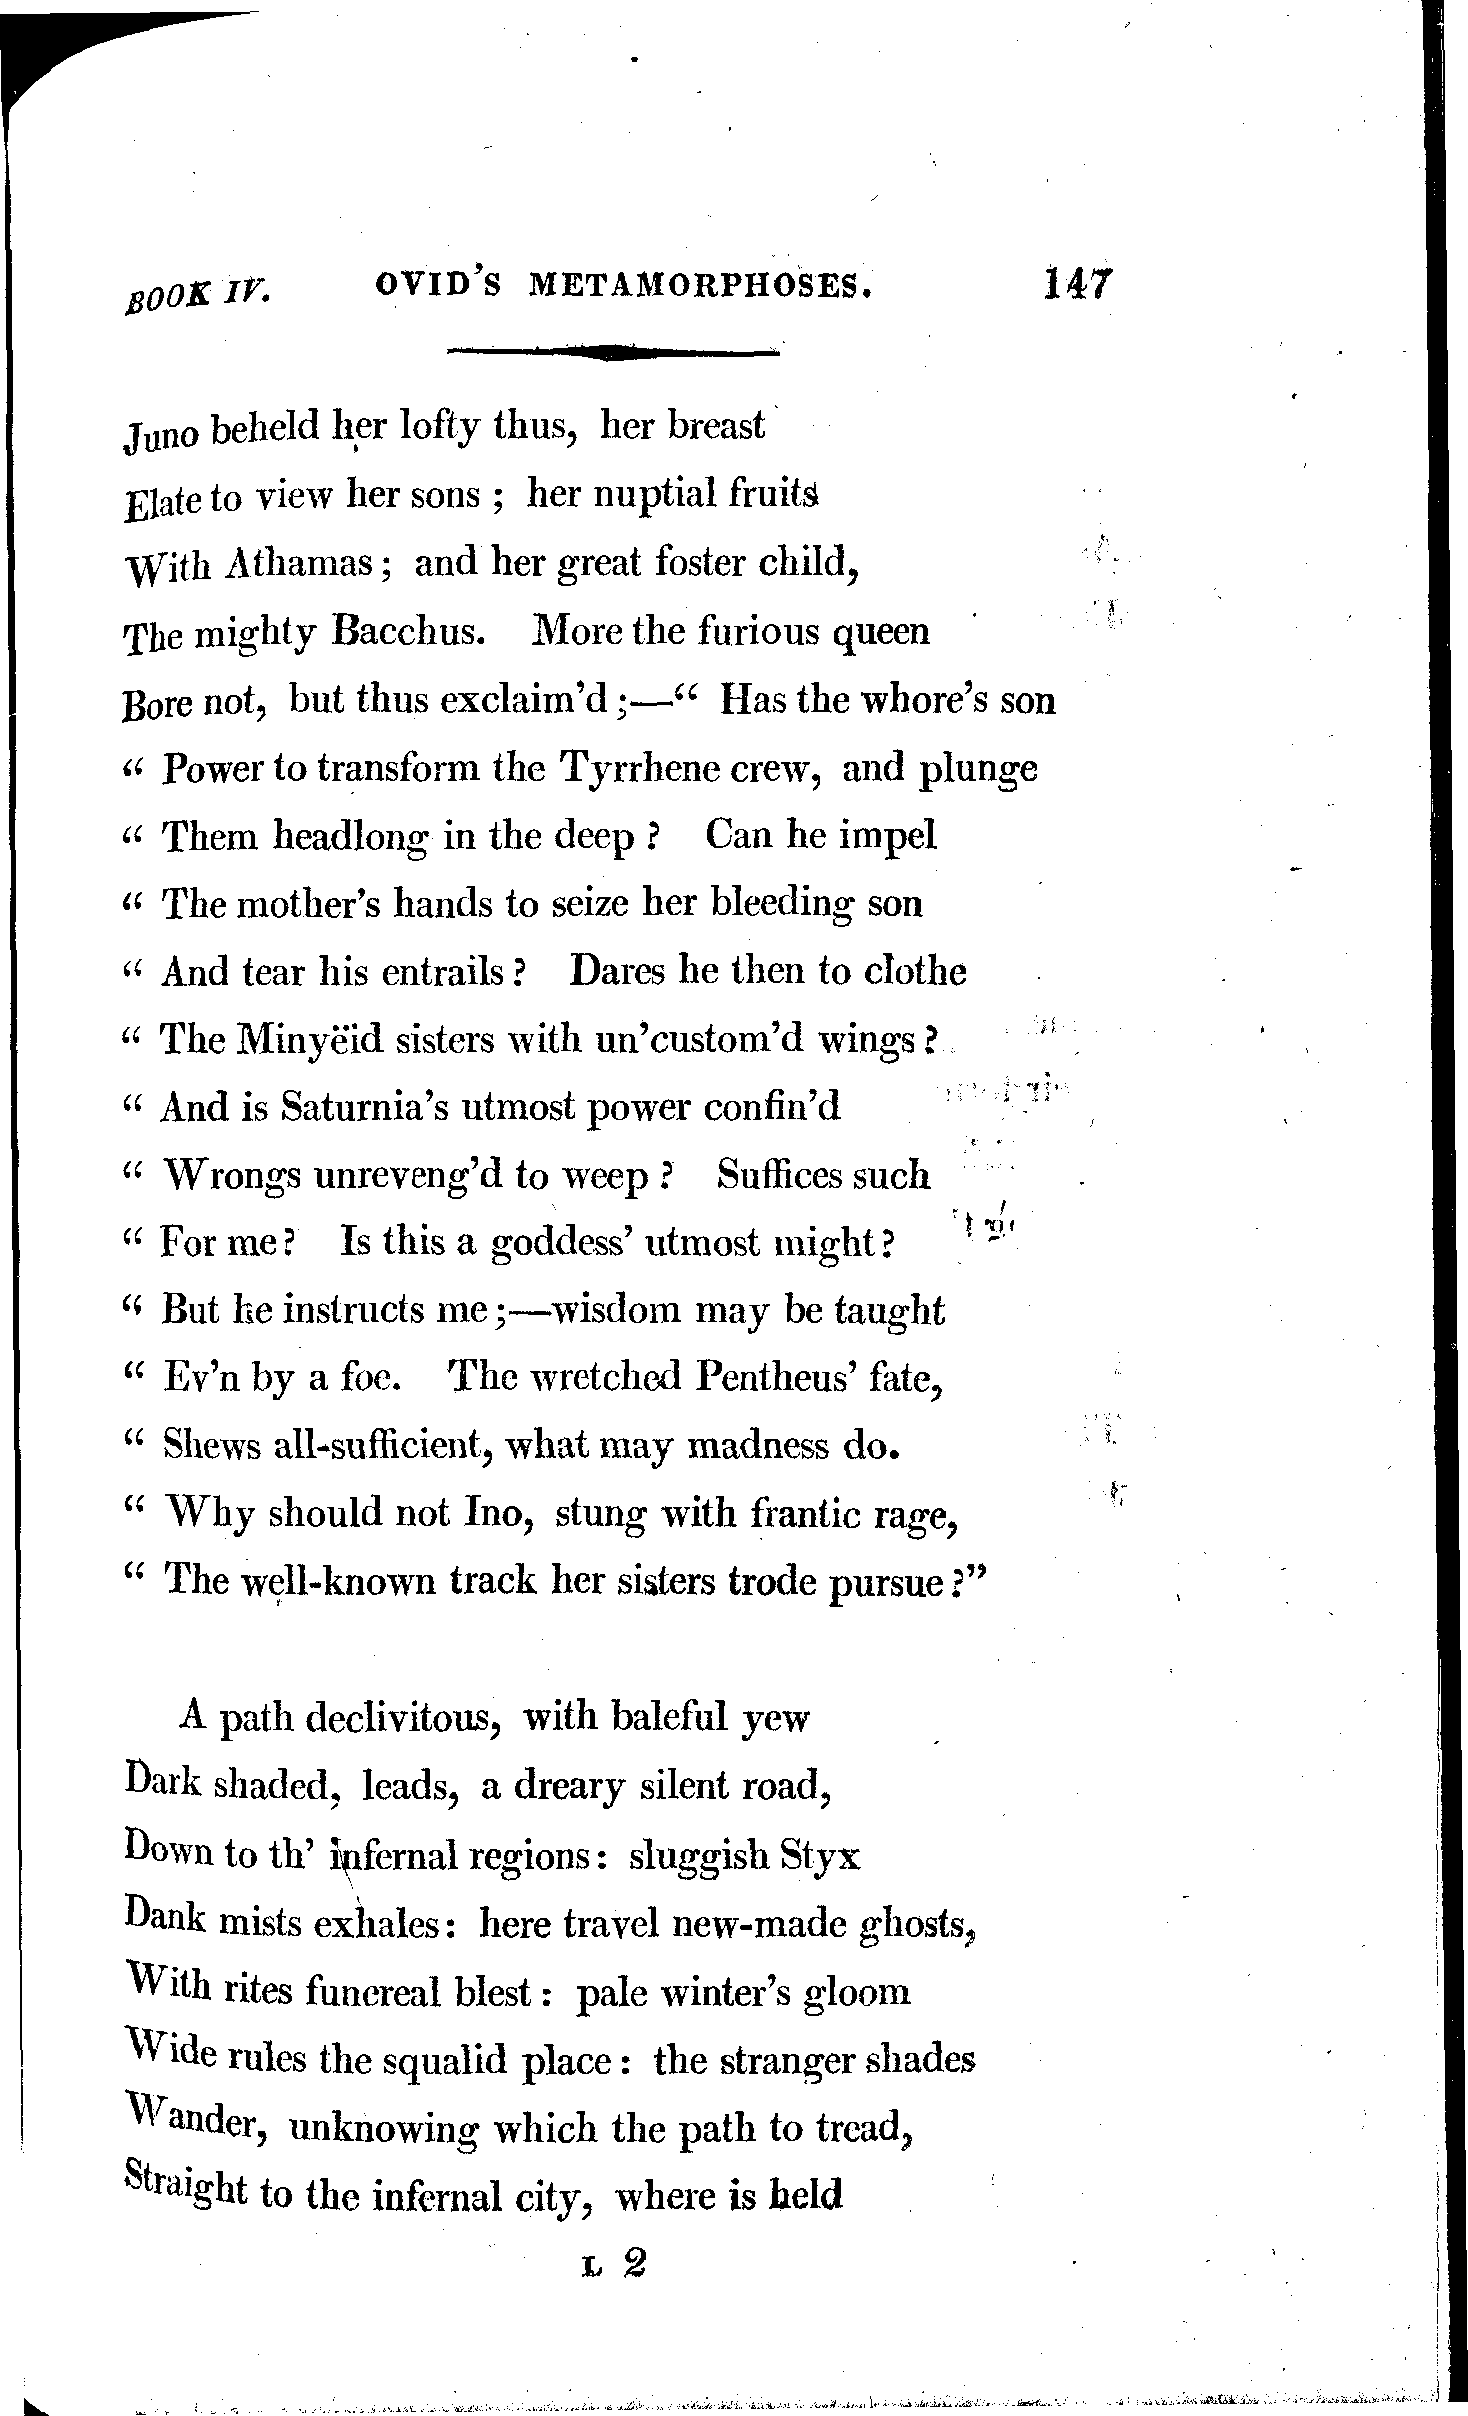 BOOK IV. OVID'S METAMORPHOSES. 147
Juno beheld her lofty thus, her breast
Elate to view her sons ; her nuptial fruits
With Athamas ; and her great foster child,
The mighty Bacchus. More the furious queen
Bore not, but thus exclaim'd ;—“ Has the whore's son
“ Power to transform the Tyrrhene crew, and plunge
“ Them headlong in the deep ? Can he impel
“ The mother's hands to seize her bleeding son
“ And tear his entrails ? Dares he then to clothe
“ The Minyëid sisters with un'custom'd wings ?
“ And is Saturnia's utmost power confin'd
“ Wrongs unreveng'd to weep ? Suffices such
“ For me ? Is this a goddess' utmost might ?
“ But he instructs me ;—wisdom may be taught
“ Ev'n by a foe. The wretched Pentheus' fate,
“ Shews all-sufficient, what may madness do.
“ Why should not Ino, stung with frantic rage,
“ The well-known track her sisters trode pursue ?”
A path declivitous, with baleful yew
Dark shaded, leads, a dreary silent road,
Down to th' infernal regions : sluggish Styx
Dank mists exhales : here travel new-made ghosts,
With rites funereal blest : pale winter's gloom
Wide rules the squalid place : the stranger shades
Wander, unknowing which the path to tread,
Straight to the infernal city, where is held
L 2